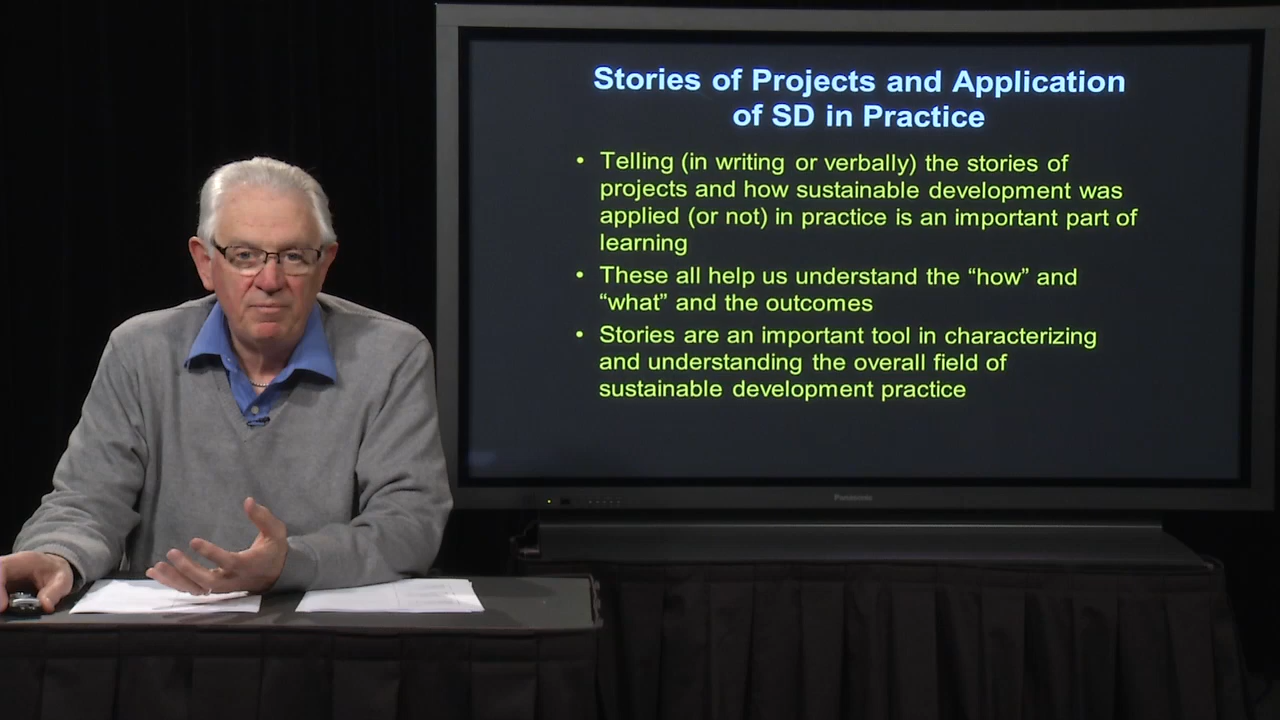 Stories of Projects and Application
of SD in Practice
• Telling (in writing or verbally) the stories of
projects and how sustainable development was
applied (or not) in practice is an important part of
learning
• These all help us understand the “how” and
“what” and the outcomes
• Stories are an important tool in characterizing
and understanding the overall field of
sustainable development practice
Panasonic